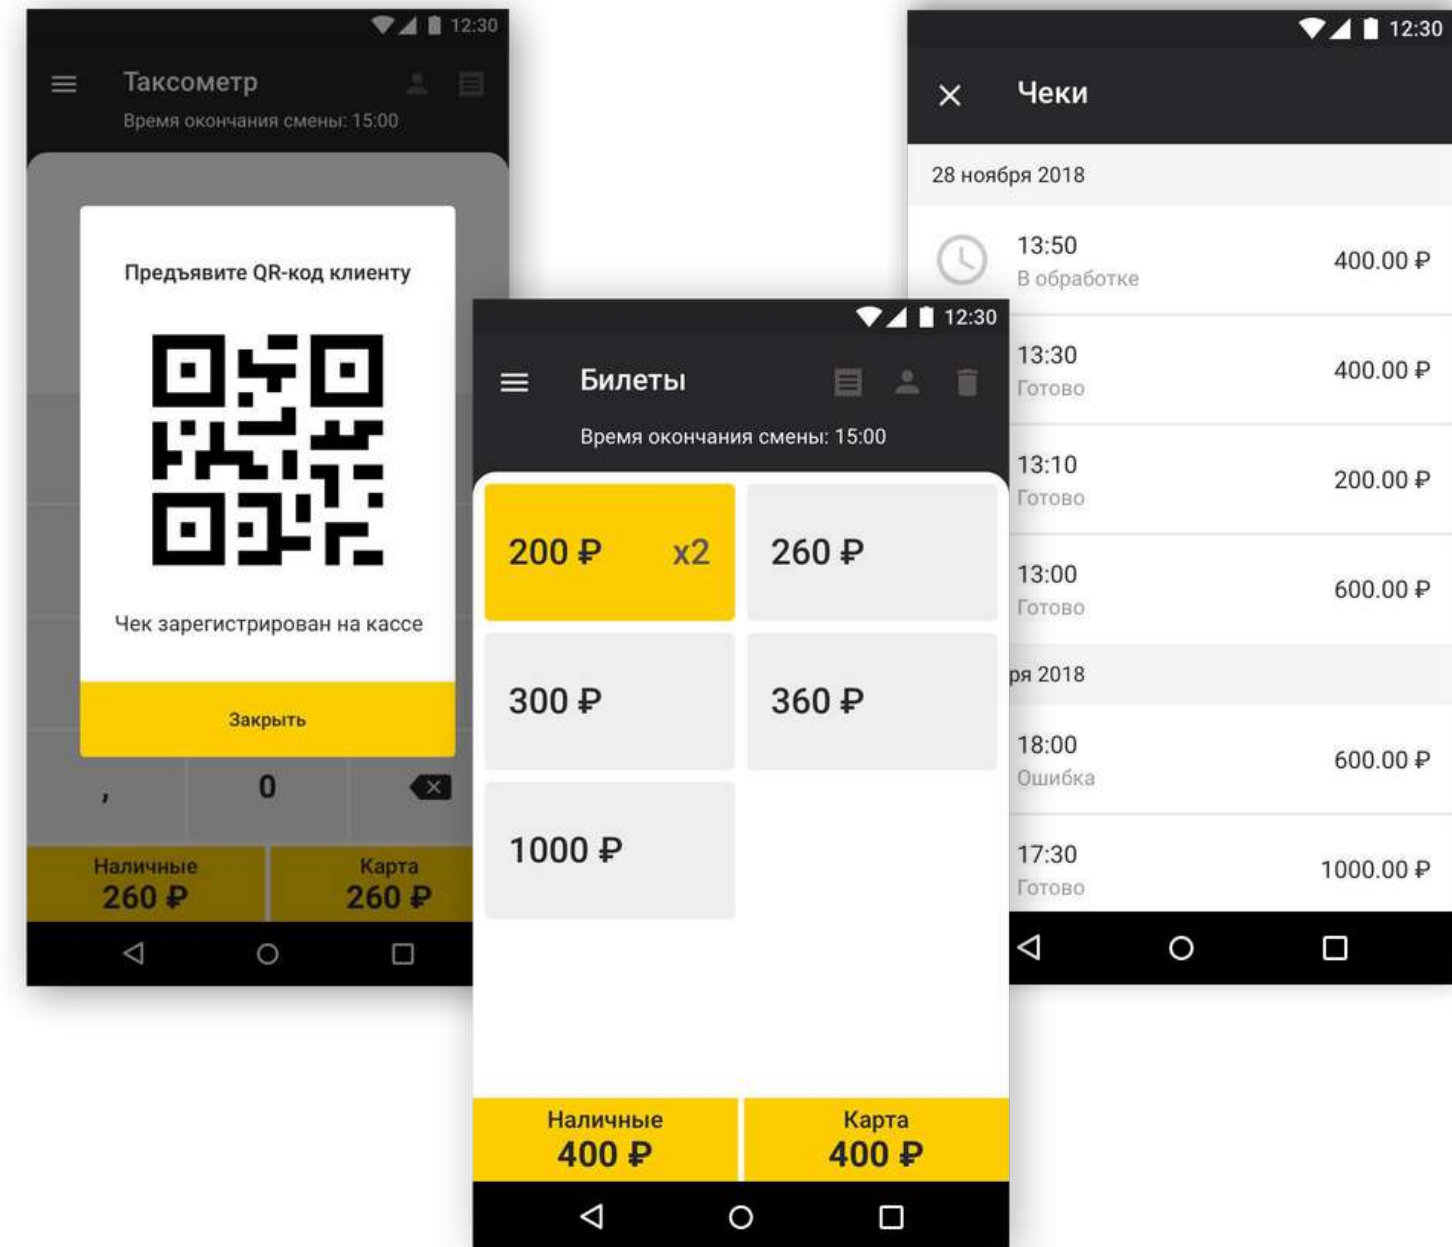 12:30
Таксометр
Время окончания смены: 15:00
Предъявите QR-код клиенту
Чек зарегистрирован на кассе
Закрыть
, 0
Наличные Карта
260 ₽ 260 ₽
12:30
Билеты
Время окончания смены: 15:00
200 ₽ x2 260 ₽
300 ₽ 360 ₽
1000 ₽
Наличные Карта
400 ₽ 400 ₽
12:30
Чеки
28 ноября 2018
13:50 400.00 ₽
В обработке
13:30 400.00 ₽
Готово
13:10 200.00 ₽
Готово
13:00 600.00 ₽
Готово
ря 2018
18:00 600.00 ₽
Ошибка
17:30 1000.00 ₽
Готово